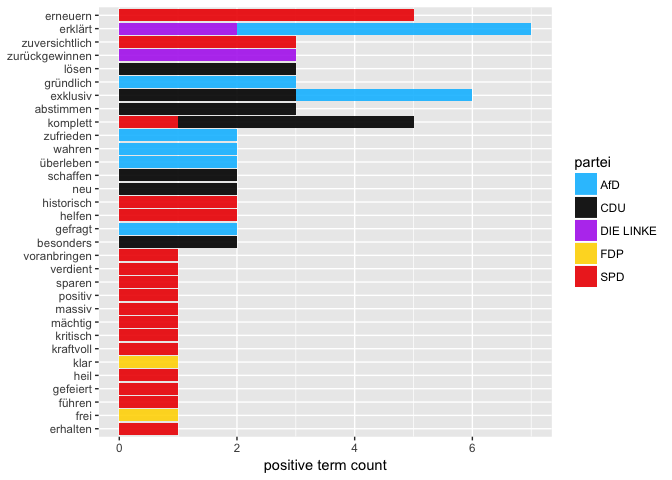 erneuern
erklärt
zuversichtlich
zurückgewinnen
lösen
gründlich
exklusiv
abstimmen
komplett
zufrieden
wahren
überleben
schaffen
neu
historisch
helfen
gefragt
besonders
voranbringen
verdient
sparen
positiv
massiv
mächtig
kritisch
kraftvoll
klar
heil
gefeiert
führen
frei
erhalten
0 2 4 6
positive term count
partei
AfD
CDU
DIE LINKE
FDP
SPD